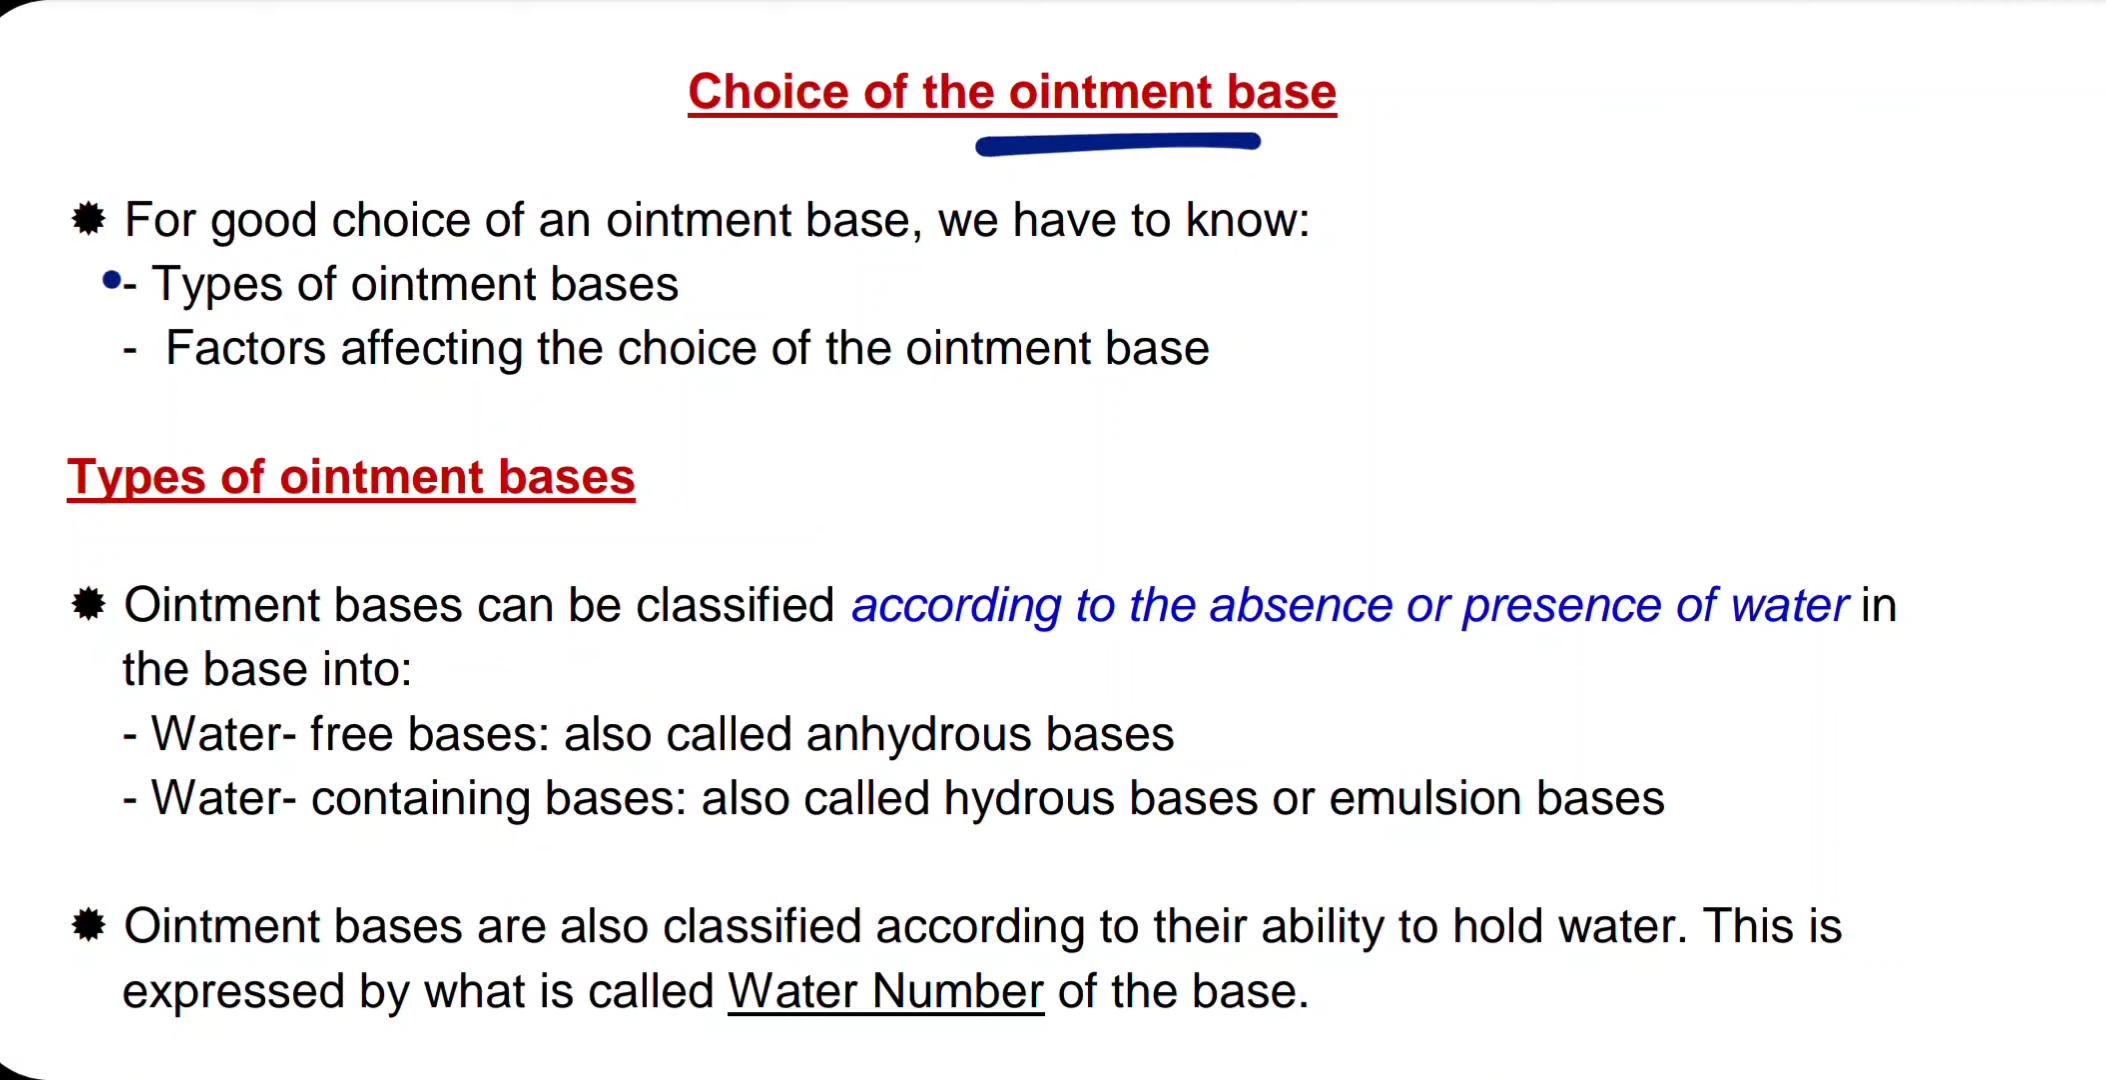 Choice of the ointment base
✹ For good choice of an ointment base, we have to know:
- Types of ointment bases
- Factors affecting the choice of the ointment base
Types of ointment bases
✹ Ointment bases can be classified according to the absence or presence of water in
the base into:
- Water- free bases: also called anhydrous bases
- Water- containing bases: also called hydrous bases or emulsion bases
✹ Ointment bases are also classified according to their ability to hold water. This is
expressed by what is called Water Number of the base.